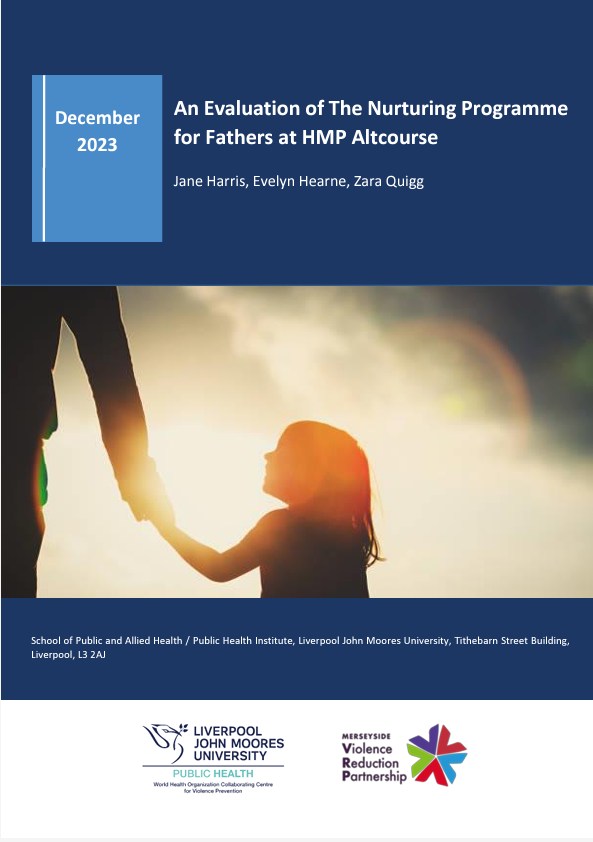 December
2023
An Evaluation of The Nurturing Programme
for Fathers at HMP Altcourse
Jane Harris, Evelyn Hearne, Zara Quigg
School of Public and Allied Health / Public Health Institute, Liverpool John Moores University, Tithebarn Street Building,
Liverpool, L3 2AJ
LIVERPOOL
JOHN MOORES
UNIVERSITY
PUBLIC HEALTH
World Health Organization Collaborating Centre
for Violence Prevention
MERSEYSIDE
Violence
Reduction
Partnership